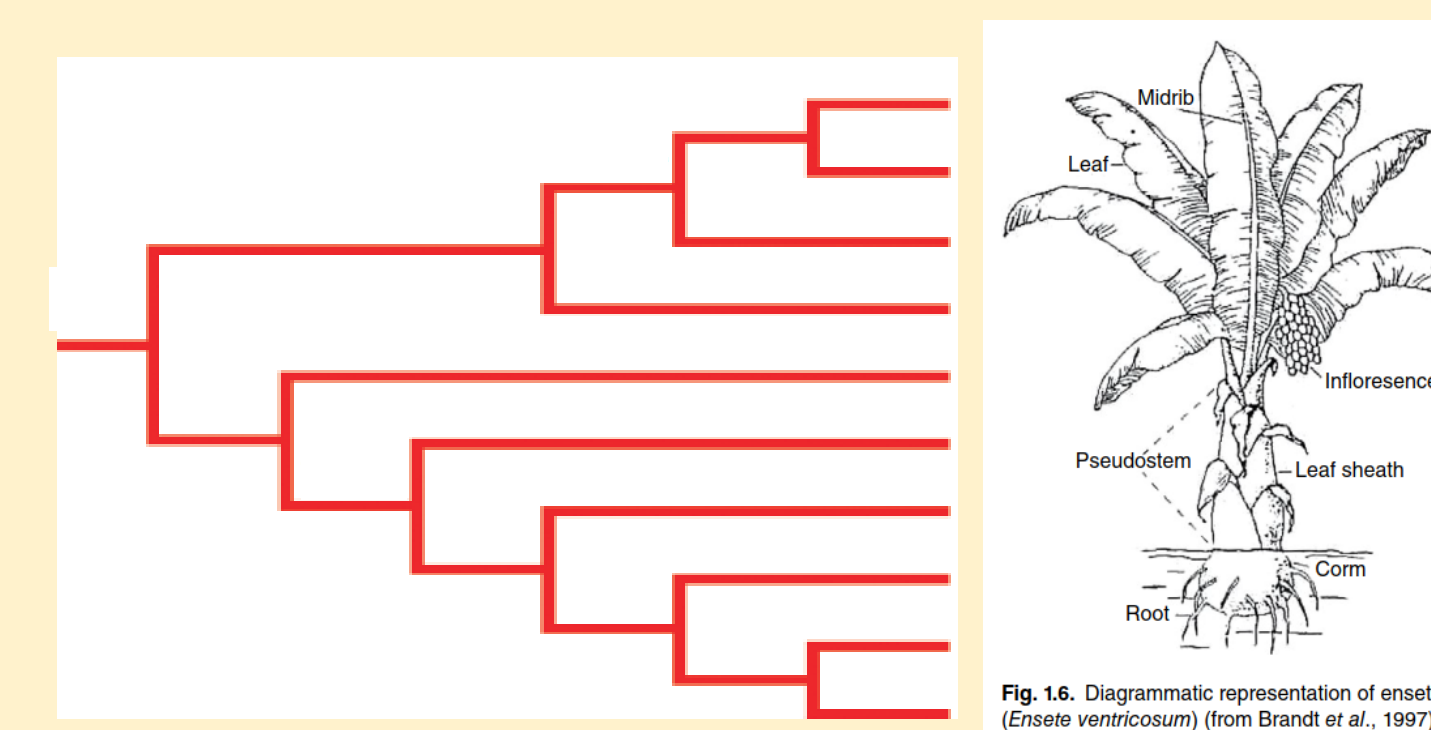 Midrib
Leaf
Infloresence
Pseudostem
Leaf sheath
Corm
Root
Fig. 1.6. Diagrammatic representation of enset
(Ensete ventricosum) (from Brandt et al., 1997)